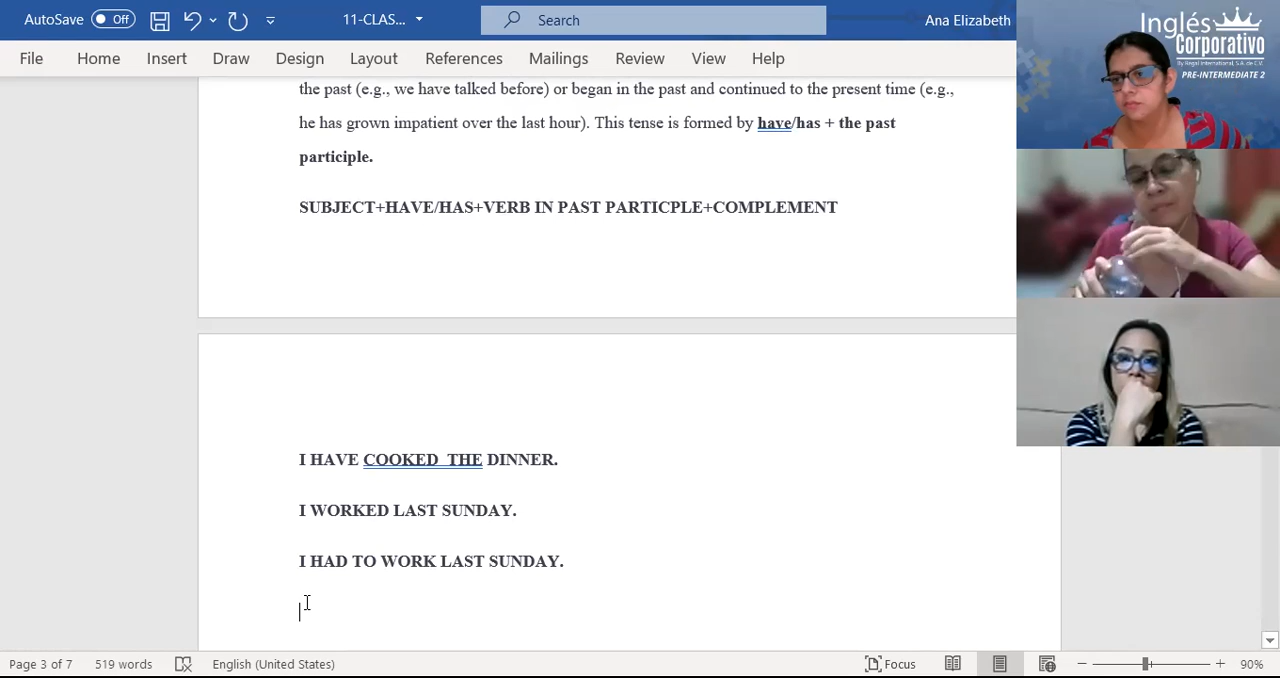 AutoSave Off 11-CLAS... Search Ana Elizabeth
File Home Insert Draw Design Layout References Mailings Review View Help
Inglés
Corporativo
By Regal International, S.A. de C.V.
PRE-INTERMEDIATE 2
the past (e.g., we have talked before) or began in the past and continued to the present time (e.g.,
he has grown impatient over the last hour). This tense is formed by have/has + the past
participle.
SUBJECT+HAVE/HAS+VERB IN PAST PARTICPLE+COMPLEMENT
I HAVE COOKED THE DINNER.
I WORKED LAST SUNDAY.
I HAD TO WORK LAST SUNDAY.
Page 3 of 7 519 words English (United States) Focus 90%